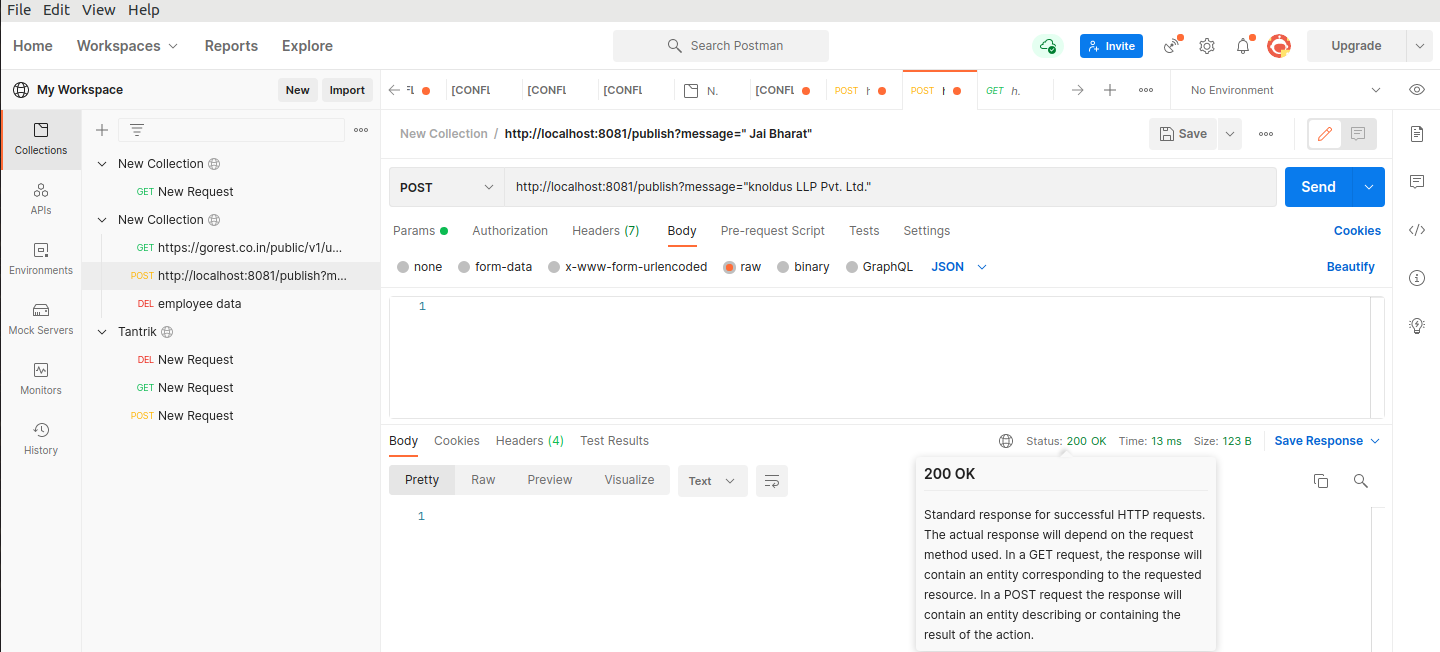 File Edit View Help
Home Workspaces Reports Explore Search Postman Invite Upgrade
My Workspace New Import
[CONFL [CONFL [CONFL N. [CONFL POST POST GET h. No Environment
Collections
APIs
Environments
Mock Servers
Monitors
History
New Collection
GET New Request
New Collection
GET https://gorest.co.in/public/v1/u...
POST http://localhost:8081/publish?m...
DEL employee data
Tantrik
DEL New Request
GET New Request
POST New Request
New Collection / http://localhost:8081/publish?message=" Jai Bharat" Save
POST http://localhost:8081/publish?message="knoldus LLP Pvt. Ltd." Send
Params Authorization Headers (7) Body Pre-request Script Tests Settings Cookies
none form-data x-www-form-urlencoded raw binary GraphQL JSON Beautify
1
Body Cookies Headers (4) Test Results Status: 200 OK Time: 13 ms Size: 123 B Save Response
Pretty Raw Preview Visualize Text
1
200 OK
Standard response for successful HTTP requests.
The actual response will depend on the request
method used. In a GET request, the response will
contain an entity corresponding to the requested
resource. In a POST request the response will
contain an entity describing or containing the
result of the action.